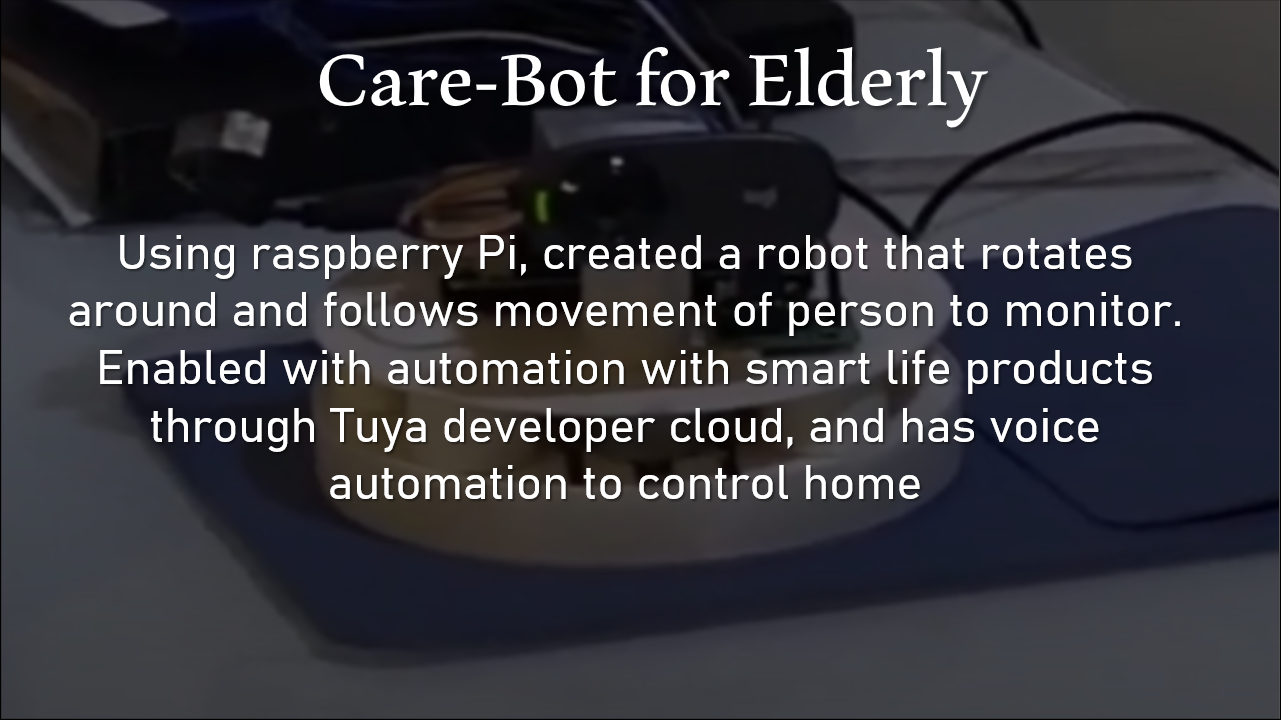 Care-Bot for Elderly
Using raspberry Pi, created a robot that rotates
around and follows movement of person to monitor.
Enabled with automation with smart life products
through Tuya developer cloud, and has voice
automation to control home